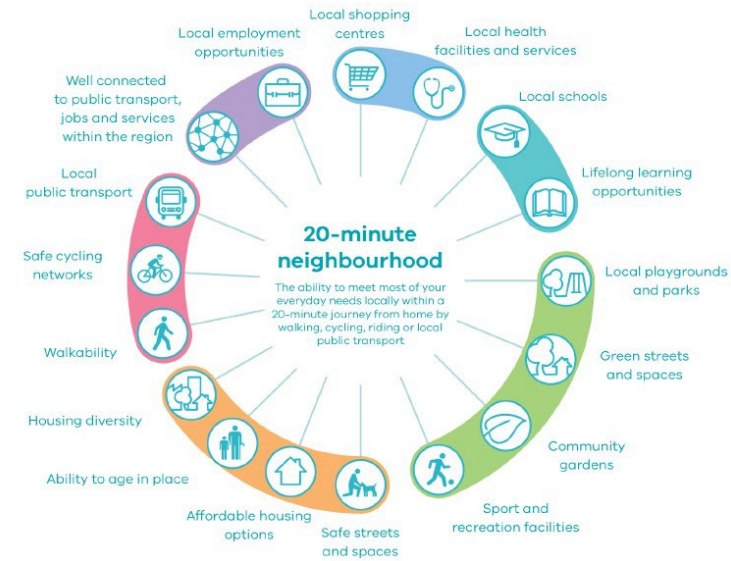 Local shopping
centres
Local health
facilities and services
Local schools
Lifelong learning
opportunities
Local playgrounds
and parks
Green streets
and spaces
Community
gardens
Sport and
recreation facilities
Safe streets
and spaces
Affordable housing
options
Ability to age in place
Housing diversity
Walkability
Safe cycling
networks
Local
public transport
Well connected
to public transport,
jobs and services
within the region
Local employment
opportunities
20-minute
neighbourhood
The ability to meet most of your
everyday needs locally within a
20-minute journey from home by
walking, cycling, riding or local
public transport